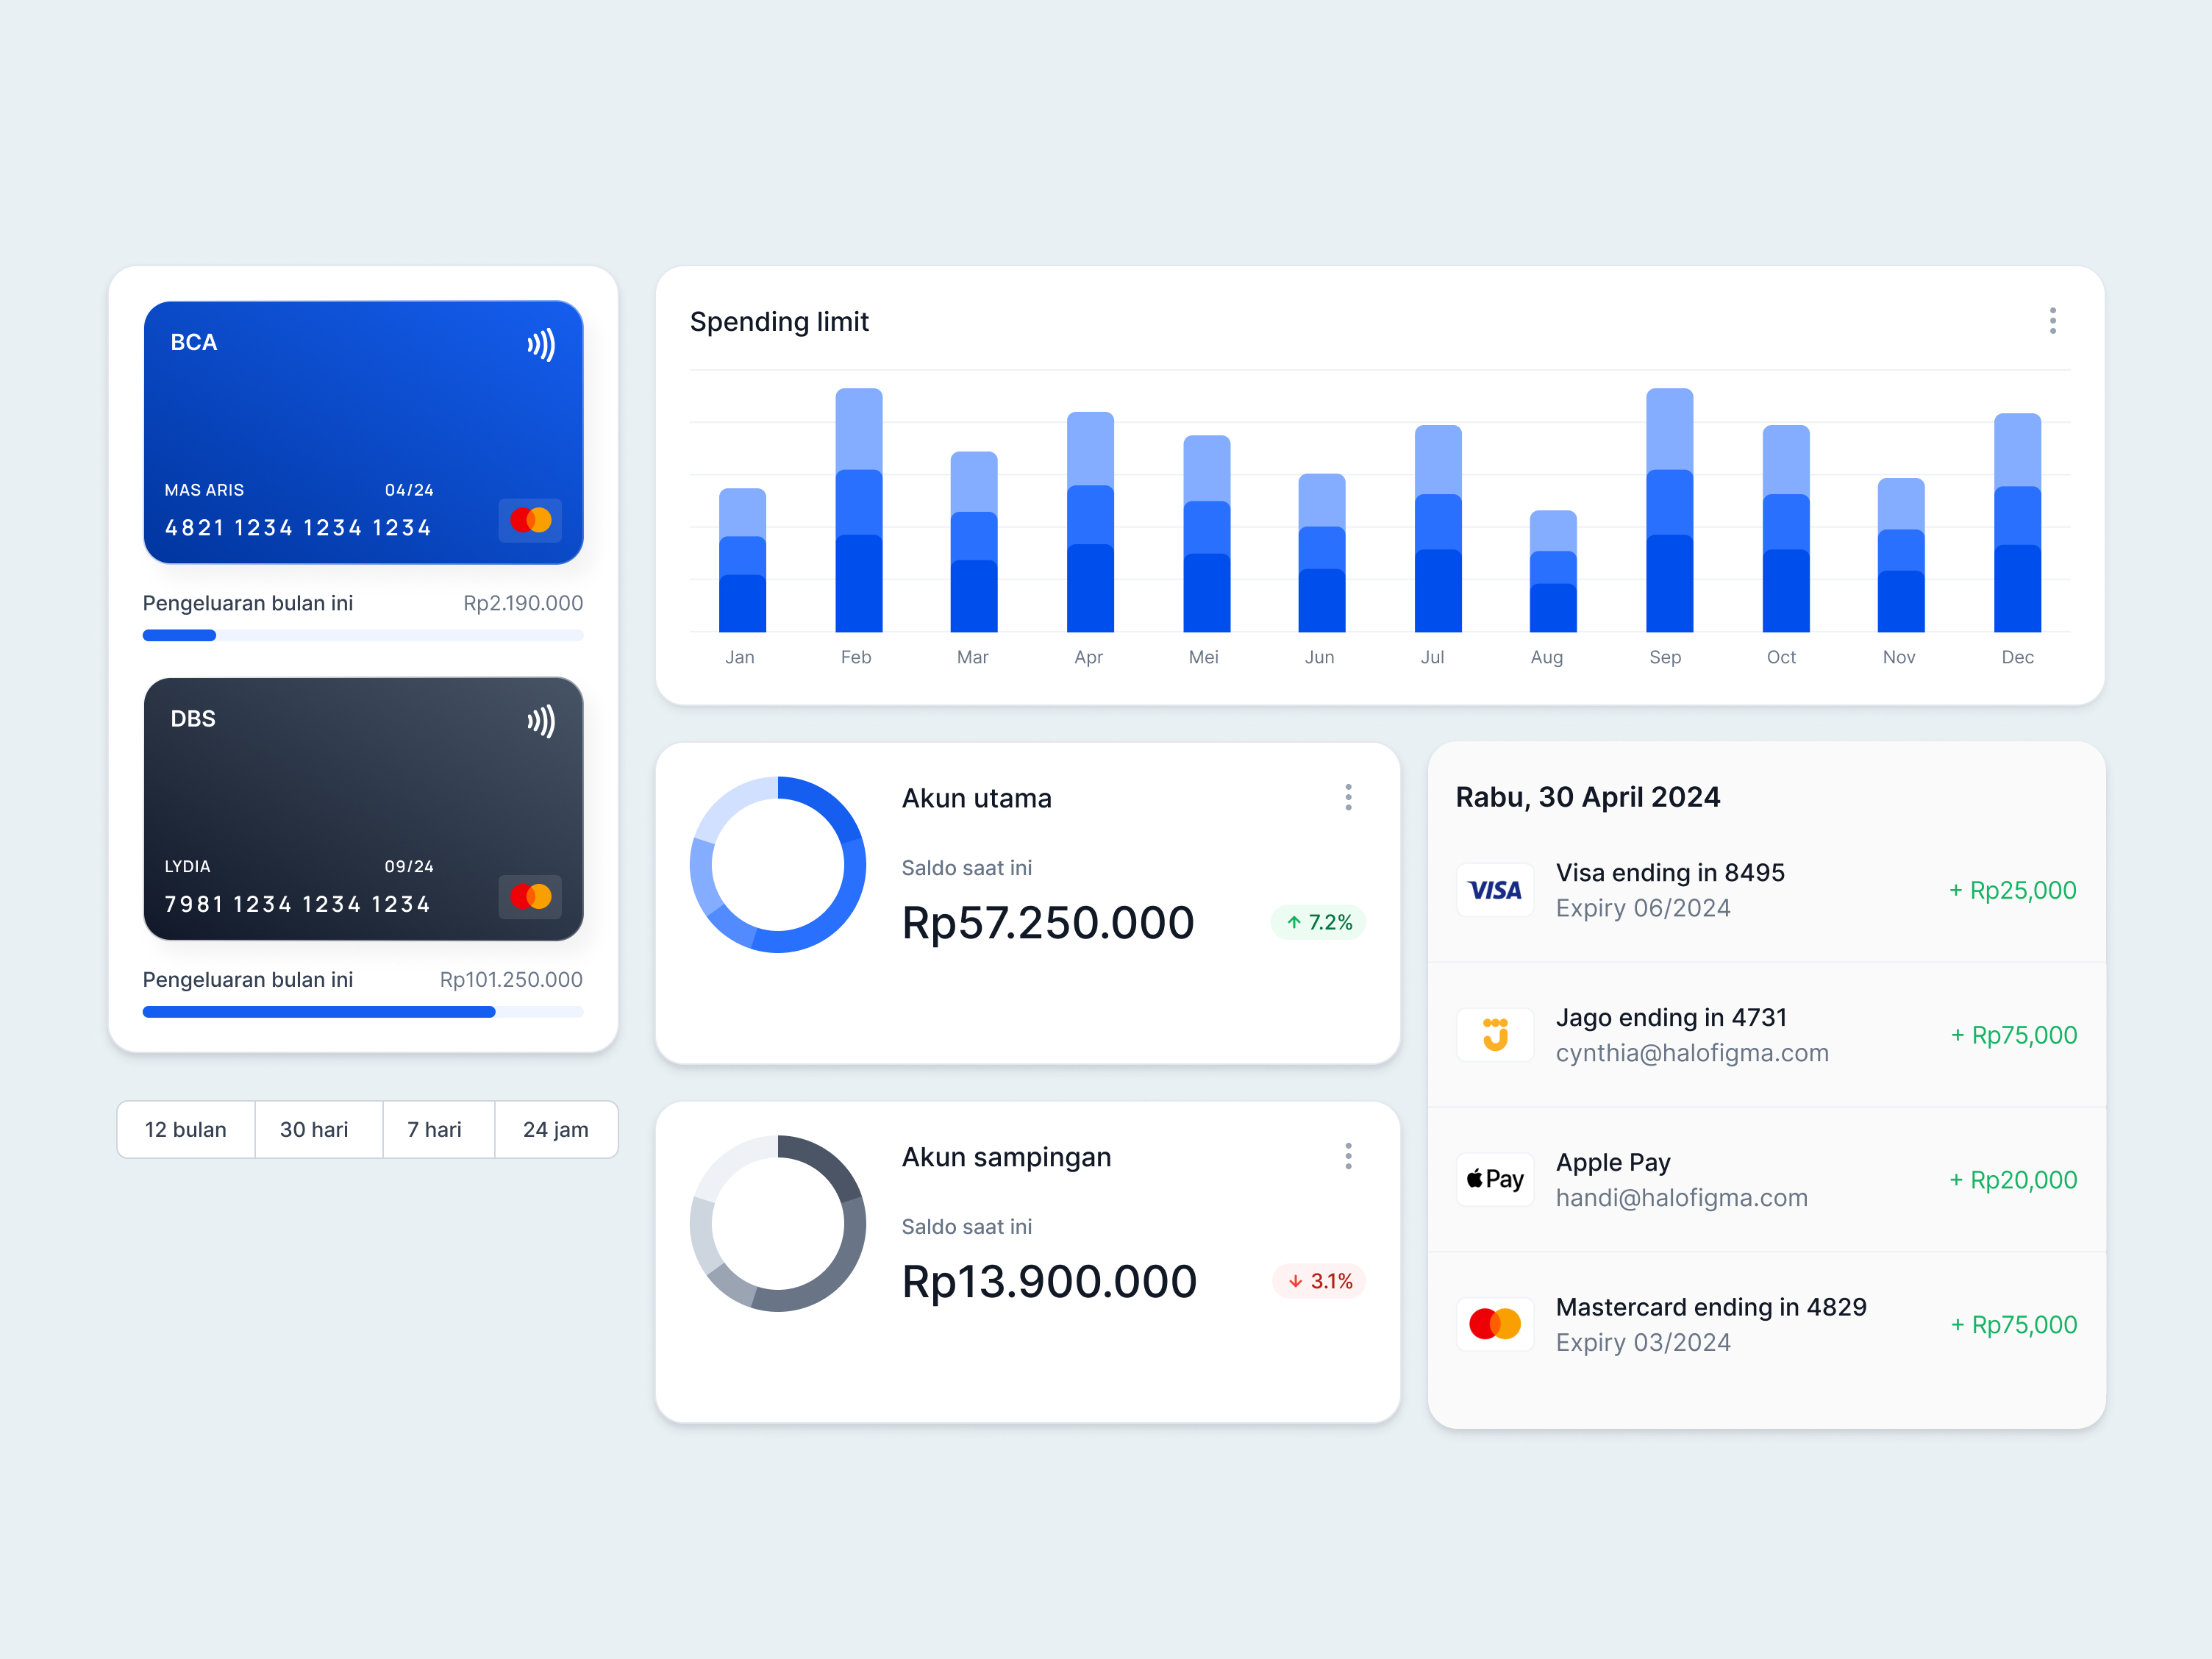 BCA
MAS ARIS 04/24
4821 1234 1234 1234
Pengeluaran bulan ini Rp2.190.000
DBS
LYDIA 09/24
7981 1234 1234 1234
Pengeluaran bulan ini Rp101.250.000
12 bulan 30 hari 7 hari 24 jam
Spending limit
Jan Feb Mar Apr Mei Jun Jul Aug Sep Oct Nov Dec
Akun utama
Saldo saat ini
Rp57.250.000 7.2%
Akun sampingan
Saldo saat ini
Rp13.900.000 3.1%
Rabu, 30 April 2024
VISA
Visa ending in 8495
Expiry 06/2024
+ Rp25,000
Jago ending in 4731
cynthia@halofigma.com
+ Rp75,000
Pay
Apple Pay
handi@halofigma.com
+ Rp20,000
Mastercard ending in 4829
Expiry 03/2024
+ Rp75,000